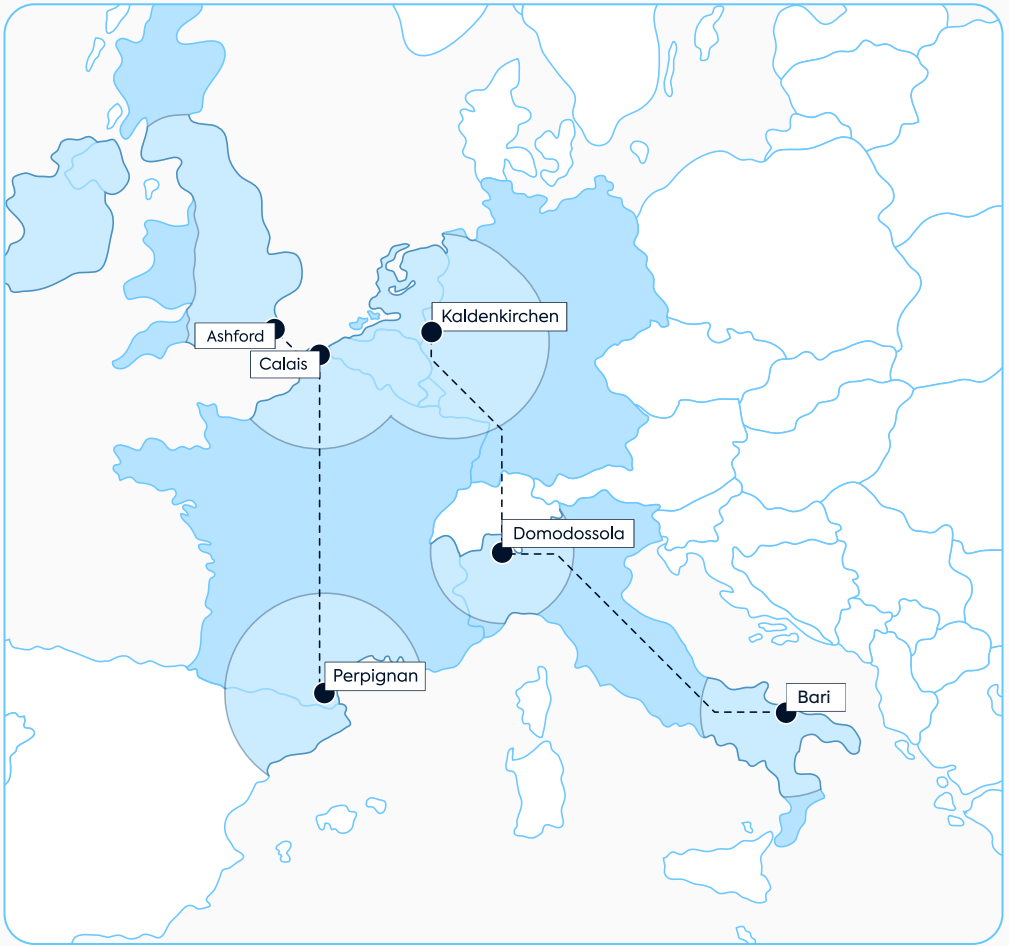 Kaldenkirchen
Ashford
Calais
Domodossola
Perpignan
Bari